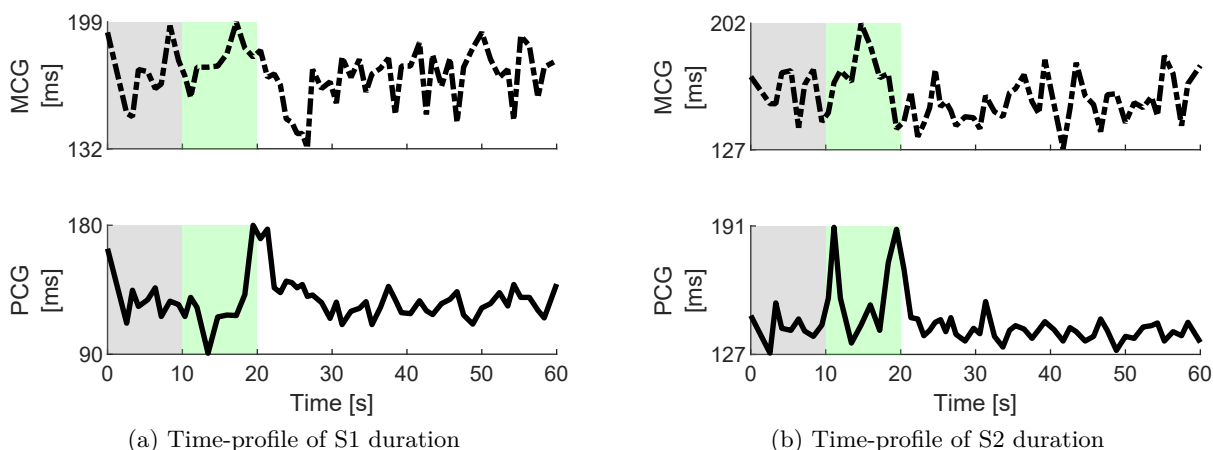 199
MCG
[ms]
132
180
PCG
[ms]
90
0 10 20 30 40 50 60
Time [s]
(a) Time-profile of S1 duration
202
MCG
[ms]
127
191
PCG
[ms]
127
0 10 20 30 40 50 60
Time [s]
(b) Time-profile of S2 duration